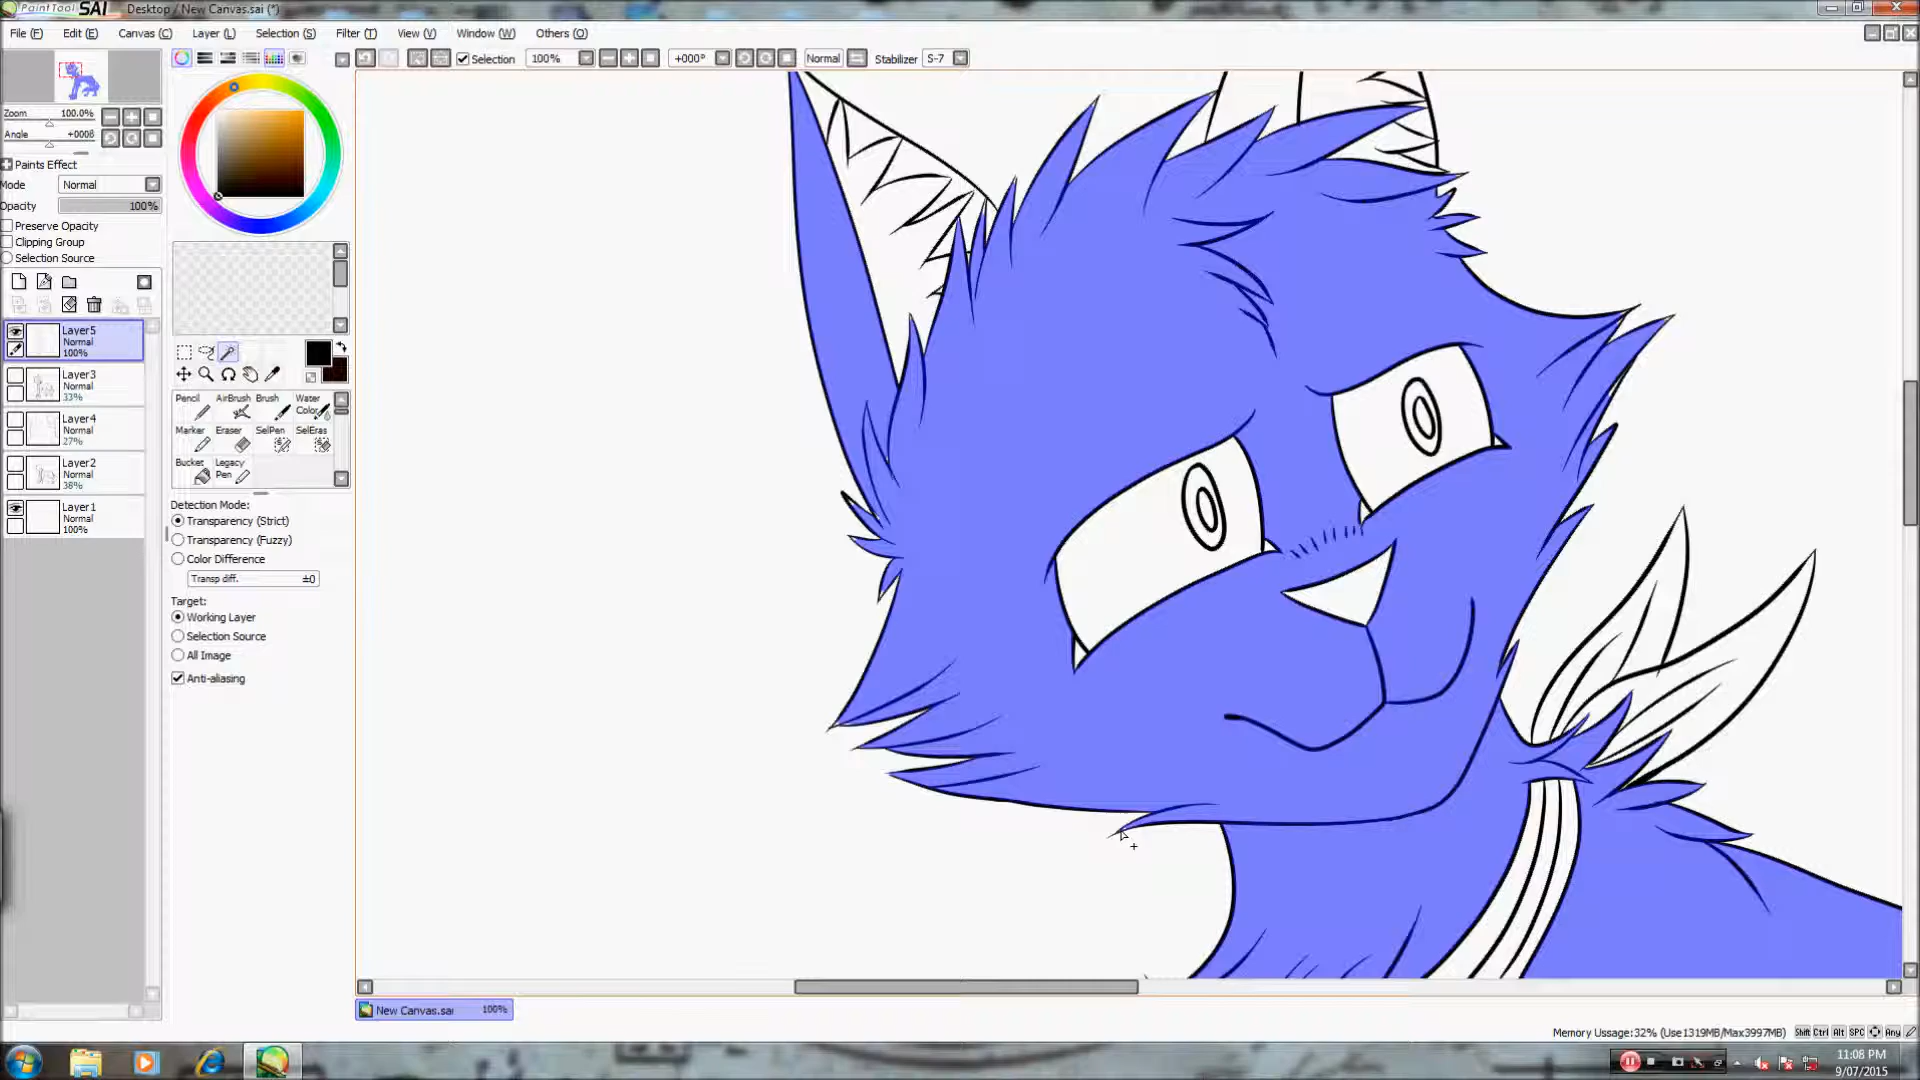 PaintTool SAI Desktop / New Canvas.sai (*)
File (F) Edit (E) Canvas (C) Layer (L) Selection (S) Filter (T) View (V) Window (W) Others (O)
Selection 100% +000° Normal Stabilizer S-7
Zoom 100.0%
Angle +000δ
Paints Effect
Mode Normal
Opacity 100%
Preserve Opacity
Clipping Group
Selection Source
Layer5
Normal
100%
Layer3
Normal
33%
Layer4
Normal
27%
Layer2
Normal
38%
Layer1
Normal
100%
Pencil AirBrush Brush Water Color
Marker Eraser SelPen SelEras
Bucket Legacy Pen
Detection Mode:
Transparency (Strict)
Transparency (Fuzzy)
Color Difference
Transp diff. ±0
Target:
Working Layer
Selection Source
All Image
Anti-aliasing
New Canvas.sai 100%
Memory Ussage:32% (Use1319MB/Max3997MB) Shift Ctrl Alt SPC Any
11:08 PM
9/07/2015